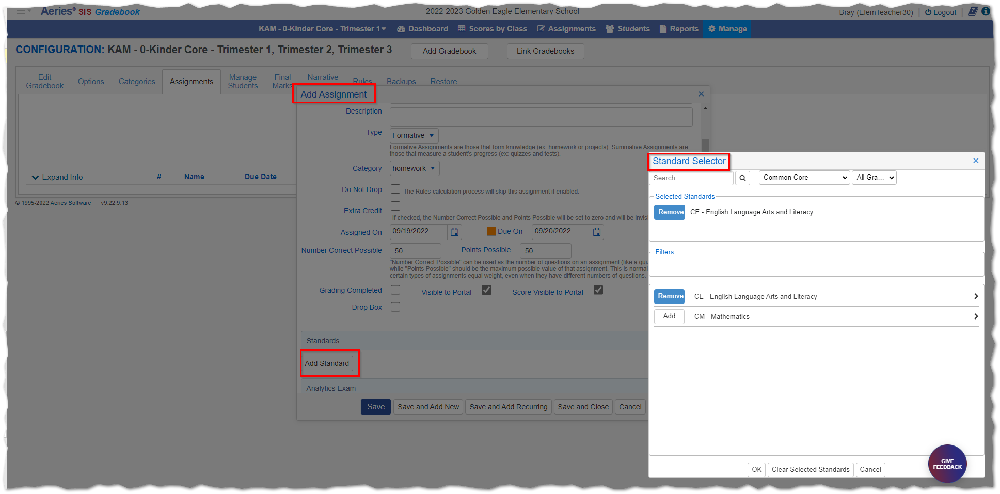 Aeries® SIS Gradebook
2022-2023 Golden Eagle Elementary School
Bray (ElemTeacher30) | Logout |
KAM - 0-Kinder Core - Trimester 1 Dashboard Scores by Class Assignments Students Reports Manage
CONFIGURATION: KAM - 0-Kinder Core - Trimester 1, Trimester 2, Trimester 3
Add Gradebook Link Gradebooks
Edit Gradebook
Options
Categories
Assignments
Manage Students
Final Marks
Narrative
Rules
Backups
Restore
Expand Info # Name Due Date
© 1995-2022 Aeries Software v9.22.9.13
Add Assignment
Description
Type Formative
Formative Assignments are those that form knowledge (ex: homework or projects). Summative Assignments are
those that measure a student's progress (ex: quizzes and tests).
Category homework
Do Not Drop The Rules calculation process will skip this assignment if enabled.
Extra Credit
If checked, the Number Correct Possible and Points Possible will be set to zero and will be invisi
Assigned On 09/19/2022 Due On 09/20/2022
Number Correct Possible 50 Points Possible 50
"Number Correct Possible" can be used as the number of questions on an assignment (like a qui
while "Points Possible" should be the maximum possible value of that assignment. This is normal
certain types of assignments equal weight, even when they have different numbers of questions.
Grading Completed Visible to Portal Score Visible to Portal
Drop Box
Standards
Add Standard
Analytics Exam
Save Save and Add New Save and Add Recurring Save and Close Cancel
Standard Selector
Search Common Core All Gra...
Selected Standards
Remove CE - English Language Arts and Literacy
Filters
Remove CE - English Language Arts and Literacy
Add CM - Mathematics
OK Clear Selected Standards Cancel
GIVE
FEEDBACK